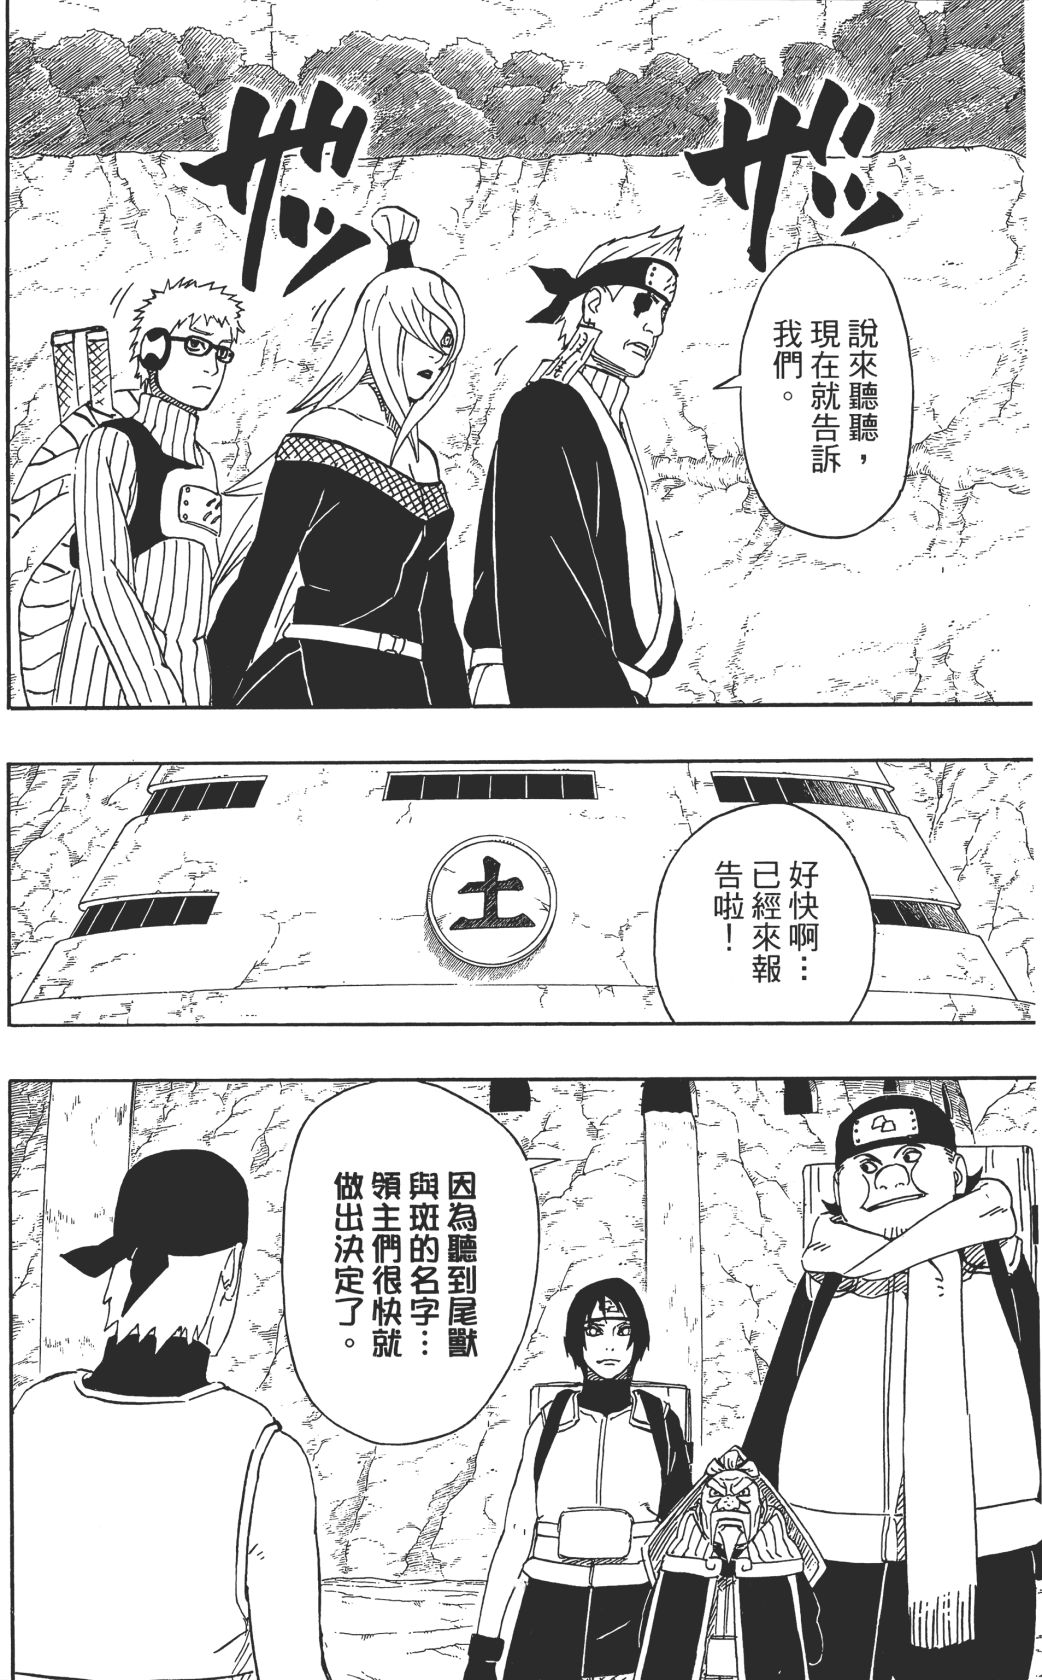 ザッ
ザッ
說來聽聽，
現在就告訴
我們。
好快啊…
已經來報
告啦！
土
因為聽到尾獸
與斑的名字…
領主們很快就
做出決定了。